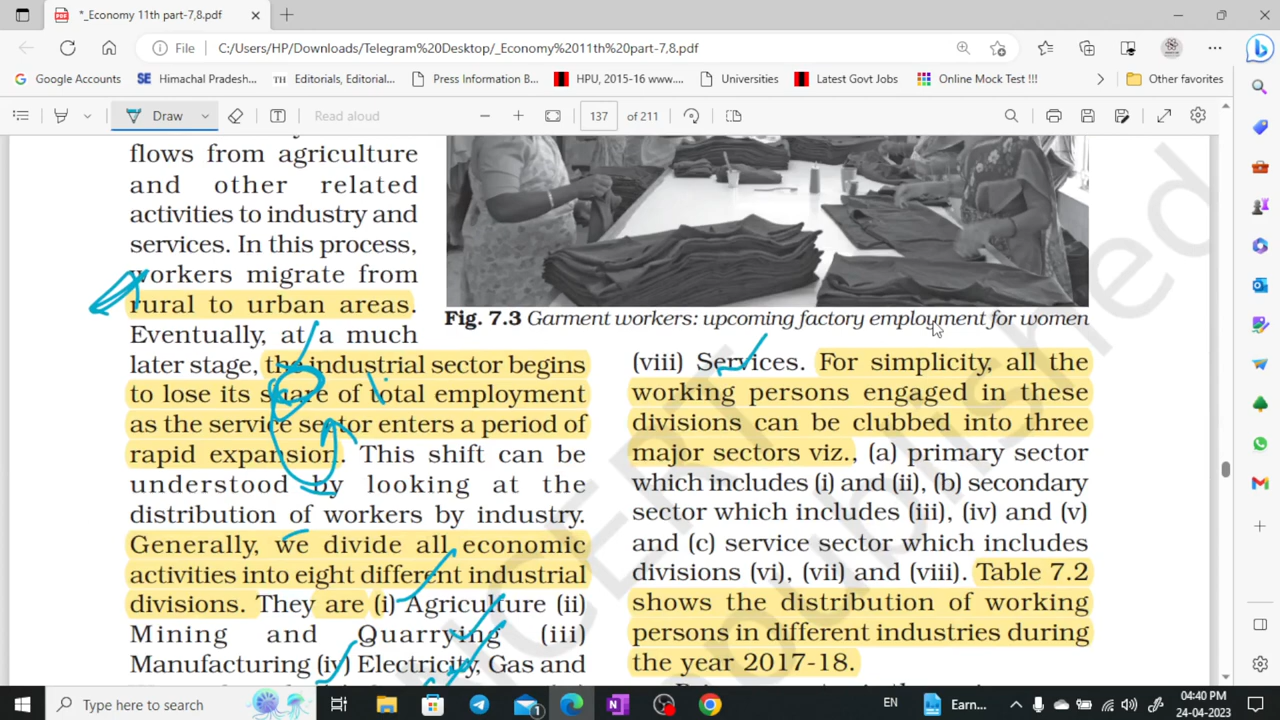 *_Economy 11th part-7,8.pdf
File
C:/Users/HP/Downloads/Telegram%20Desktop/_Economy%2011th%20part-7,8.pdf
Google Accounts
SE Himachal Pradesh...
TH Editorials, Editorial...
Press Information B...
HPU, 2015-16 www....
Universities
Latest Govt Jobs
Online Mock Test !!!
Other favorites
Draw
Read aloud
137 of 211
flows from agriculture
and other related
activities to industry and
services. In this process,
workers migrate from
rural to urban areas.
Eventually, at a much
later stage, the industrial sector begins
to lose its share of total employment
as the service sector enters a period of
rapid expansion. This shift can be
understood by looking at the
distribution of workers by industry.
Generally, we divide all economic
activities into eight different industrial
divisions. They are (i) Agriculture (ii)
Mining and Quarrying (iii)
Manufacturing (iv) Electricity, Gas and
Fig. 7.3 Garment workers: upcoming factory employment for women
(viii) Services. For simplicity, all the
working persons engaged in these
divisions can be clubbed into three
major sectors viz., (a) primary sector
which includes (i) and (ii), (b) secondary
sector which includes (iii), (iv) and (v)
and (c) service sector which includes
divisions (vi), (vii) and (viii). Table 7.2
shows the distribution of working
persons in different industries during
the year 2017-18.
Type here to search
1
EN
Earn...
04:40 PM
24-04-2023